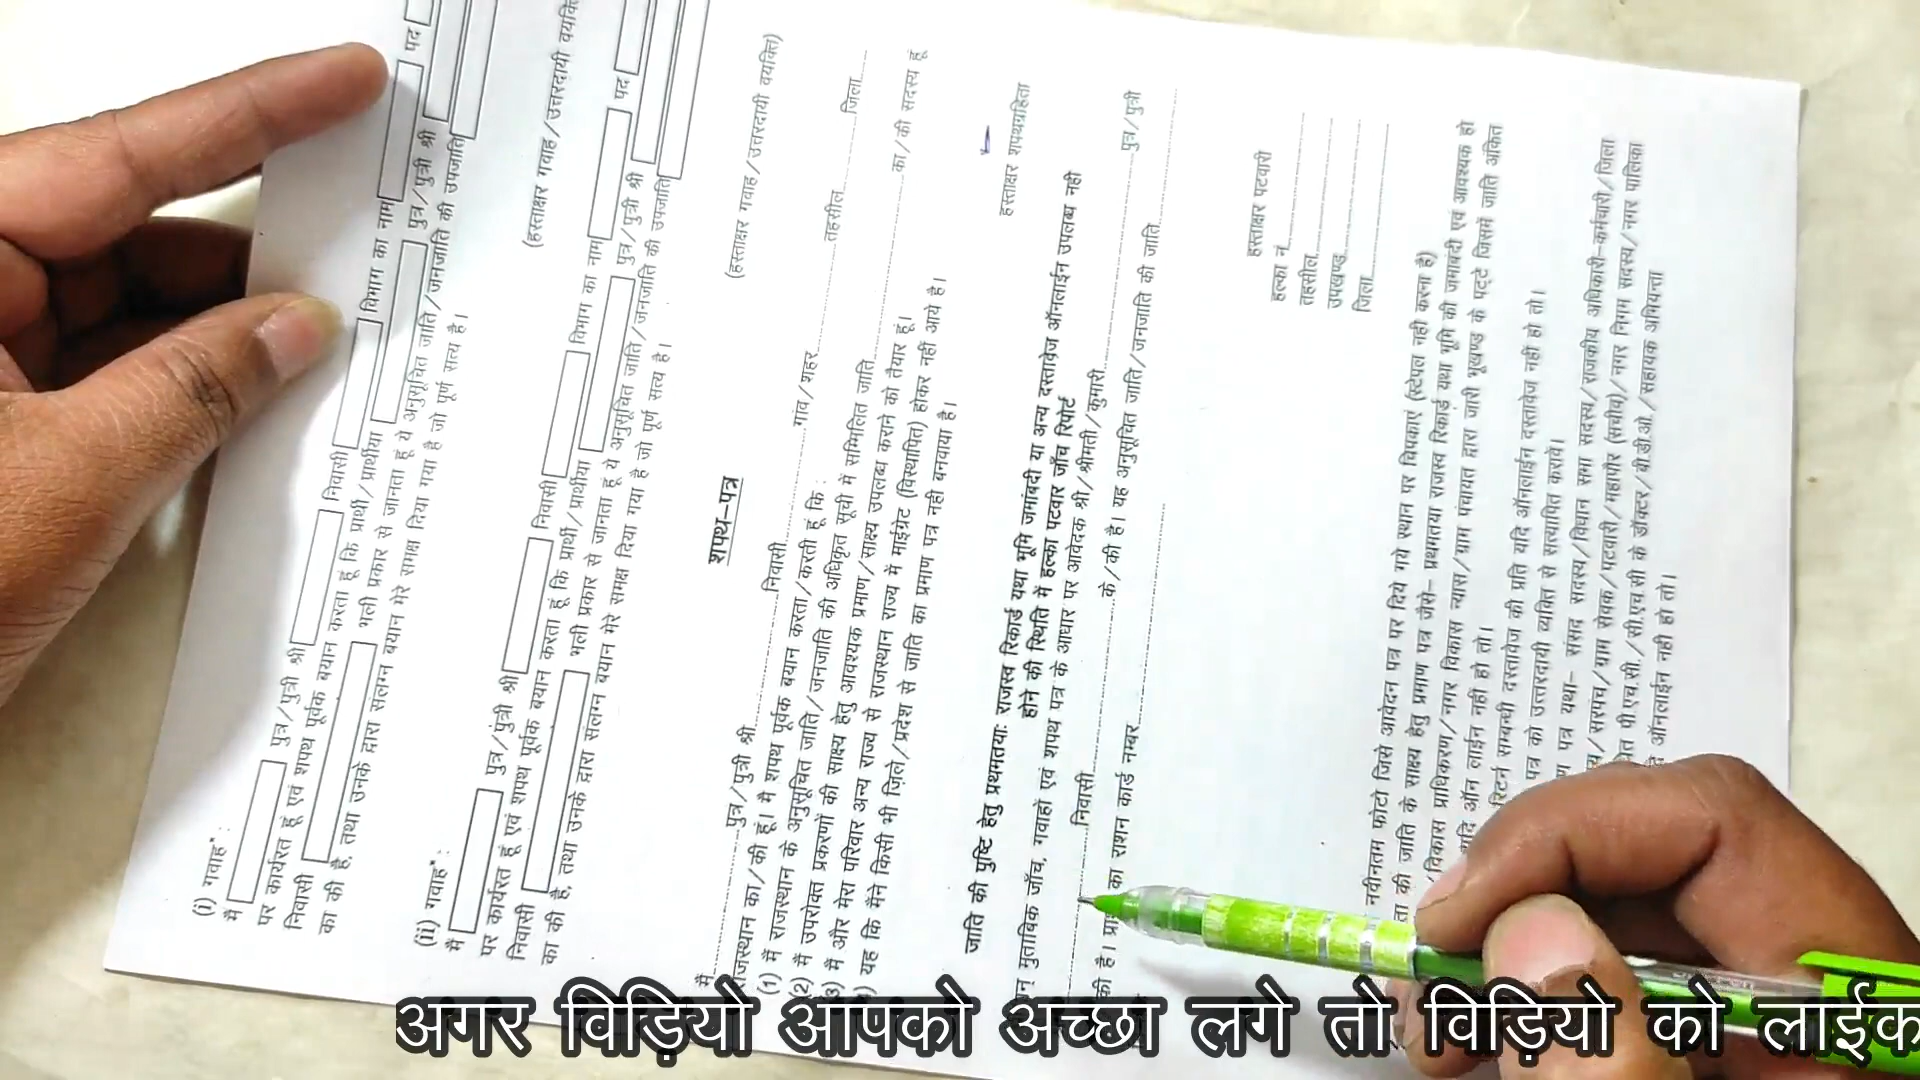 (i) गवाह* :
मैं पुत्र/पुत्री श्री निवासी विभाग का नाम पद
पर कार्यरत हूं एवं शपथ पूर्वक बयान करता हूं कि प्रार्थी/प्रार्थीया पुत्र/पुत्री श्री
निवासी भली प्रकार से जानता हूं ये अनुसूचित जाति/जनजाति की उपजाति
का की है, तथा उनके द्वारा संलग्न बयान मेरे समक्ष दिया गया है जो पूर्ण सत्य है।
(हस्ताक्षर गवाह/उत्तरदायी वयक्ति
(ii) गवाह* :
मैं पुत्र/पुत्री श्री निवासी विभाग का नाम पद
पर कार्यरत हूं एवं शपथ पूर्वक बयान करता हूं कि प्रार्थी/प्रार्थीया पुत्र/पुत्री श्री
निवासी भली प्रकार से जानता हूं ये अनुसूचित जाति/जनजाति की उपजाति
का की है, तथा उनके द्वारा संलग्न बयान मेरे समक्ष दिया गया है जो पूर्ण सत्य है।
(हस्ताक्षर गवाह/उत्तरदायी वयक्ति)
शपथ-पत्र
मैं पुत्र/पुत्री श्री निवासी गांव/शहर तहसील जिला
राजस्थान का/की हूं। मैं शपथ पूर्वक बयान करता/करती हूं कि :
(1) मैं राजस्थान के अनुसूचित जाति/जनजाति की अधिकृत सूची में सम्मिलित जाति का/की सदस्य हूं
(2) मैं उपरोक्त प्रकरणों की साक्ष्य हेतु आवश्यक प्रमाण/साक्ष्य उपलब्ध कराने को तैयार हूं।
3) मैं और मेरा परिवार अन्य राज्य से राजस्थान राज्य में माईग्रेट (विस्थापित) होकर नहीं आये है।
) यह कि मैंने किसी भी ज़िले/प्रदेश से जाति का प्रमाण पत्र नही बनवाया है।
हस्ताक्षर शपथग्रहिता
जाति की पुष्टि हेतु प्रथमतयाः राजस्व रिकार्ड यथा भूमि जमांबदी या अन्य दस्तावेज ऑनलाईन उपलब्ध नही
होने की स्थिति में हल्का पटवार जाँच रिपोर्ट
मुताबिक जाँच, गवाहों एवं शपथ पत्र के आधार पर आवेदक श्री/श्रीमती/कुमारी पुत्र/पुत्री
निवासी के/की है। यह अनुसूचित जाति/जनजाति की जाति
की है। का राशन कार्ड नम्बर
हस्ताक्षर पटवारी
हल्का नं
तहसील
उपखण्ड
जिला
नवीनतम फोटो जिसे आवेदन पत्र पर दिये गये स्थान पर चिपकाएं (स्टेपल नही करना है)
ता की जाति के साक्ष्य हेतु प्रमाण पत्र जैसे– प्रथमतया राजस्व रिकार्ड यथा भूमि की जमाबंदी एवं आवश्यक हो
/विकास प्राधिकरण/नगर विकास न्यास/ग्राम पंचायत द्वारा जारी भूखण्ड के पट्टे जिसमें जाति अंकित
यदि ऑन लाईन नही हो तो।
रिटर्न सम्बन्धी दस्तावेज की प्रति यदि ऑनलाईन दस्तावेज नही हो तो।
पत्र को उत्तरदायी व्यक्ति से सत्यापित करावें।
पत्र यथा– सांसद सदस्य/विधान सभा सदस्य/राजकीय अधिकारी-कर्मचारी/जिला
/सरपंच/ग्राम सेवक/पटवारी/महापौर (सचीव)/नगर निगम सदस्य/नगर पालिका
पी.एच.सी./सी.एच.सी के डॉक्टर/बी.डी.ओ./सहायक अभियन्ता
ऑनलाईन नही हो तो।
अगर विड़ियो आपको अच्छा लगे तो विड़ियो को लाईक